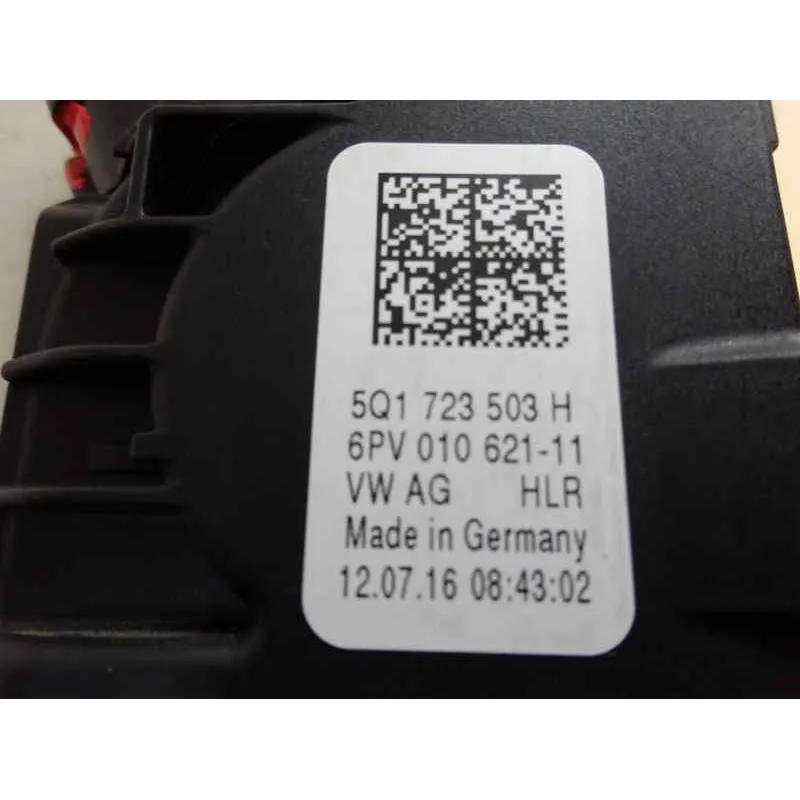 5Q1 723 503 H
6PV 010 621-11
VW AG HLR
Made in Germany
12.07.16 08:43:02